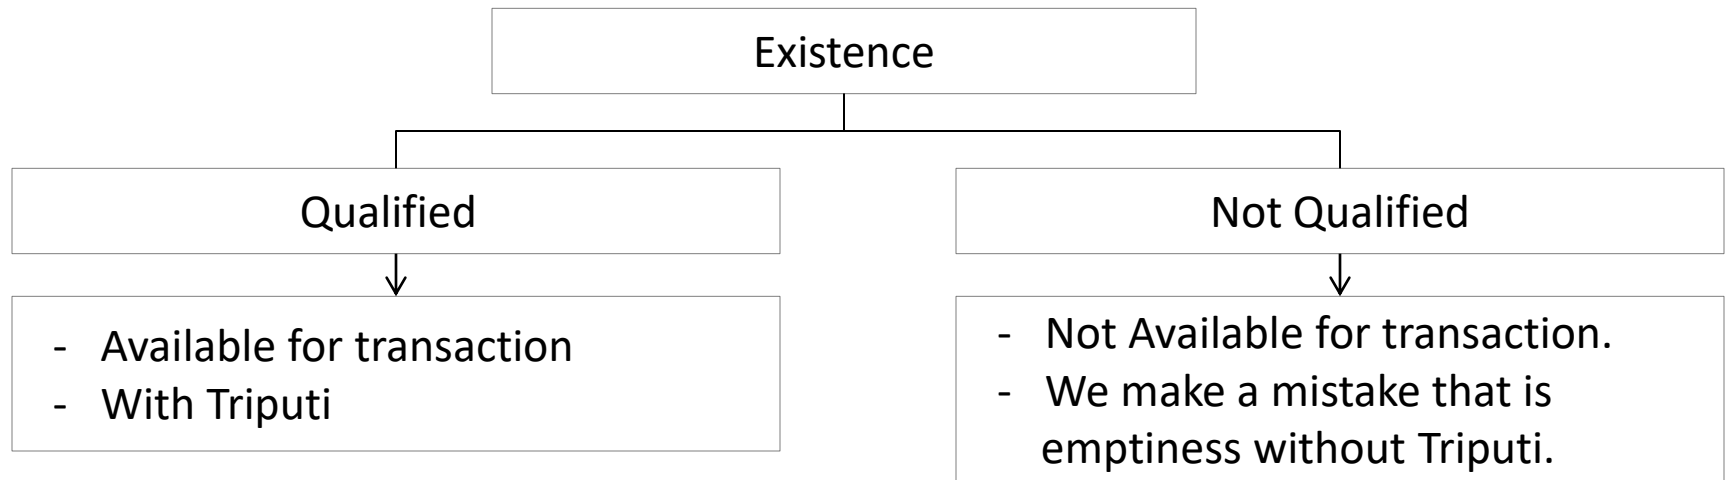 Existence
Qualified
Not Qualified
- Available for transaction
- With Triputi
- Not Available for transaction.
- We make a mistake that is
emptiness without Triputi.